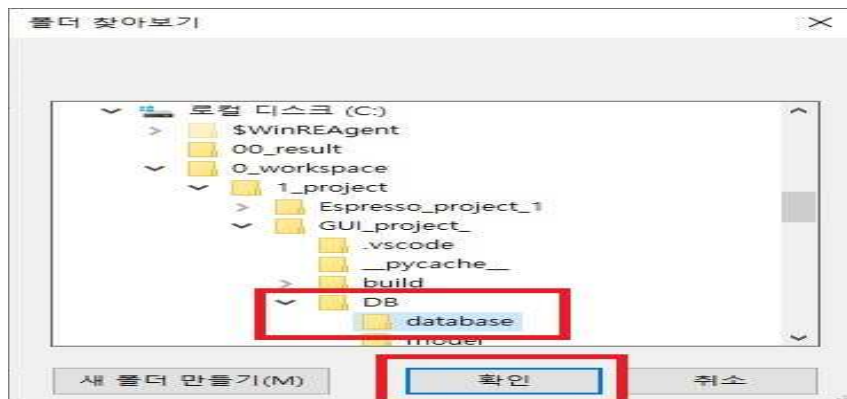 폴더 찾아보기
로컬 디스크 (C:)
$WinREAgent
00_result
0_workspace
1_project
Espresso_project_1
GUI_project_
.vscode
__pycache__
build
DB
database
model
새 폴더 만들기(M) 확인 취소